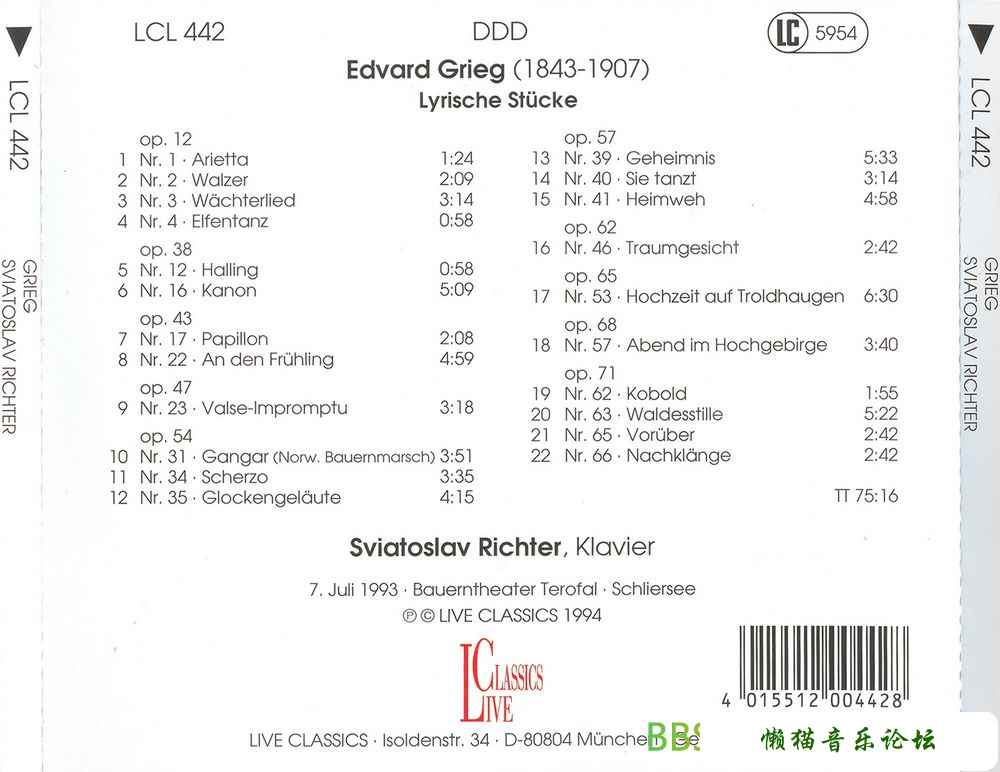 LCL 442
DDD
LC 5954
Edvard Grieg (1843-1907)
Lyrische Stücke
op. 12
1 Nr. 1 · Arietta 1:24
2 Nr. 2 · Walzer 2:09
3 Nr. 3 · Wächterlied 3:14
4 Nr. 4 · Elfentanz 0:58
op. 38
5 Nr. 12 · Halling 0:58
6 Nr. 16 · Kanon 5:09
op. 43
7 Nr. 17 · Papillon 2:08
8 Nr. 22 · An den Frühling 4:59
op. 47
9 Nr. 23 · Valse-Impromptu 3:18
op. 54
10 Nr. 31 · Gangar (Norw. Bauernmarsch) 3:51
11 Nr. 34 · Scherzo 3:35
12 Nr. 35 · Glockengeläute 4:15
op. 57
13 Nr. 39 · Geheimnis 5:33
14 Nr. 40 · Sie tanzt 3:14
15 Nr. 41 · Heimweh 4:58
op. 62
16 Nr. 46 · Traumgesicht 2:42
op. 65
17 Nr. 53 · Hochzeit auf Troldhaugen 6:30
op. 68
18 Nr. 57 · Abend im Hochgebirge 3:40
op. 71
19 Nr. 62 · Kobold 1:55
20 Nr. 63 · Waldesstille 5:22
21 Nr. 65 · Vorüber 2:42
22 Nr. 66 · Nachklänge 2:42
TT 75:16
Sviatoslav Richter, Klavier
7. Juli 1993 · Bauerntheater Terofal · Schliersee
℗ © LIVE CLASSICS 1994
LIVE CLASSICS
4 015512 004428
LIVE CLASSICS · Isoldenstr. 34 · D-80804 München
BBS
懒猫音乐论坛
LCL 442
GRIEG
SVIATOSLAV RICHTER
LCL 442
GRIEG
SVIATOSLAV RICHTER